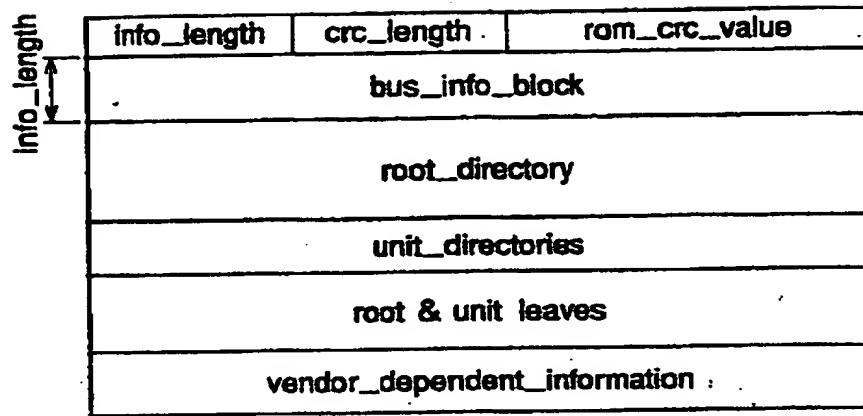 info_length crc_length rom_crc_value
info_length
bus_info_block
root_directory
unit_directories
root & unit leaves
vendor_dependent_information